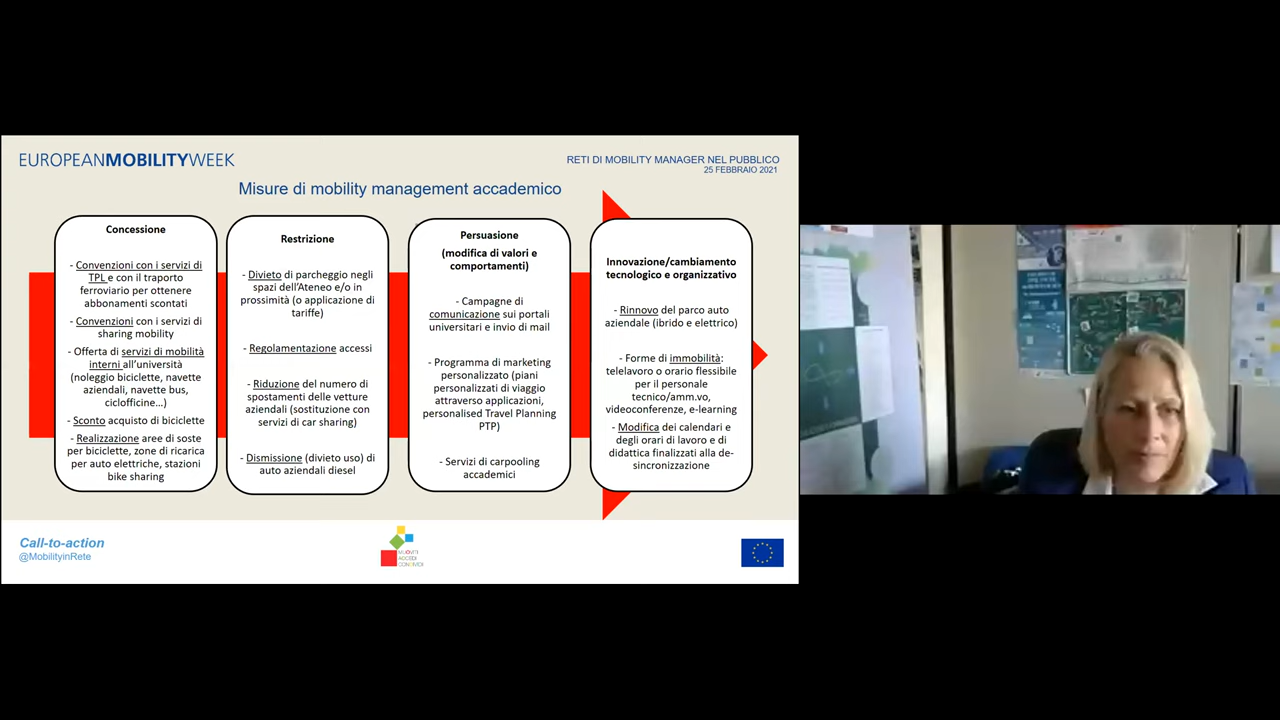 EUROPEANMOBILITYWEEK
RETI DI MOBILITY MANAGER NEL PUBBLICO
25 FEBBRAIO 2021
Misure di mobility management accademico
Concessione
- Convenzioni con i servizi di
TPL e con il traporto
ferroviario per ottenere
abbonamenti scontati
- Convenzioni con i servizi di
sharing mobility
- Offerta di servizi di mobilità
interni all'università
(noleggio biciclette, navette
aziendali, navette bus,
ciclofficine...)
- Sconto acquisto di biciclette
- Realizzazione aree di soste
per biciclette, zone di ricarica
per auto elettriche, stazioni
bike sharing
Restrizione
- Divieto di parcheggio negli
spazi dell'Ateneo e/o in
prossimità (o applicazione di
tariffe)
- Regolamentazione accessi
- Riduzione del numero di
spostamenti delle vetture
aziendali (sostituzione con
servizi di car sharing)
- Dismissione (divieto uso) di
auto aziendali diesel
Persuasione
(modifica di valori e
comportamenti)
- Campagne di
comunicazione sui portali
universitari e invio di mail
- Programma di marketing
personalizzato (piani
personalizzati di viaggio
attraverso applicazioni,
personalised Travel Planning
PTP)
- Servizi di carpooling
accademici
Innovazione/cambiamento
tecnologico e organizzativo
- Rinnovo del parco auto
aziendale (ibrido e elettrico)
- Forme di immobilità:
telelavoro o orario flessibile
per il personale
tecnico/amm.vo,
videoconferenze, e-learning
- Modifica dei calendari e
degli orari di lavoro e di
didattica finalizzati alla de-
sincronizzazione
Call-to-action
@MobilityinRete